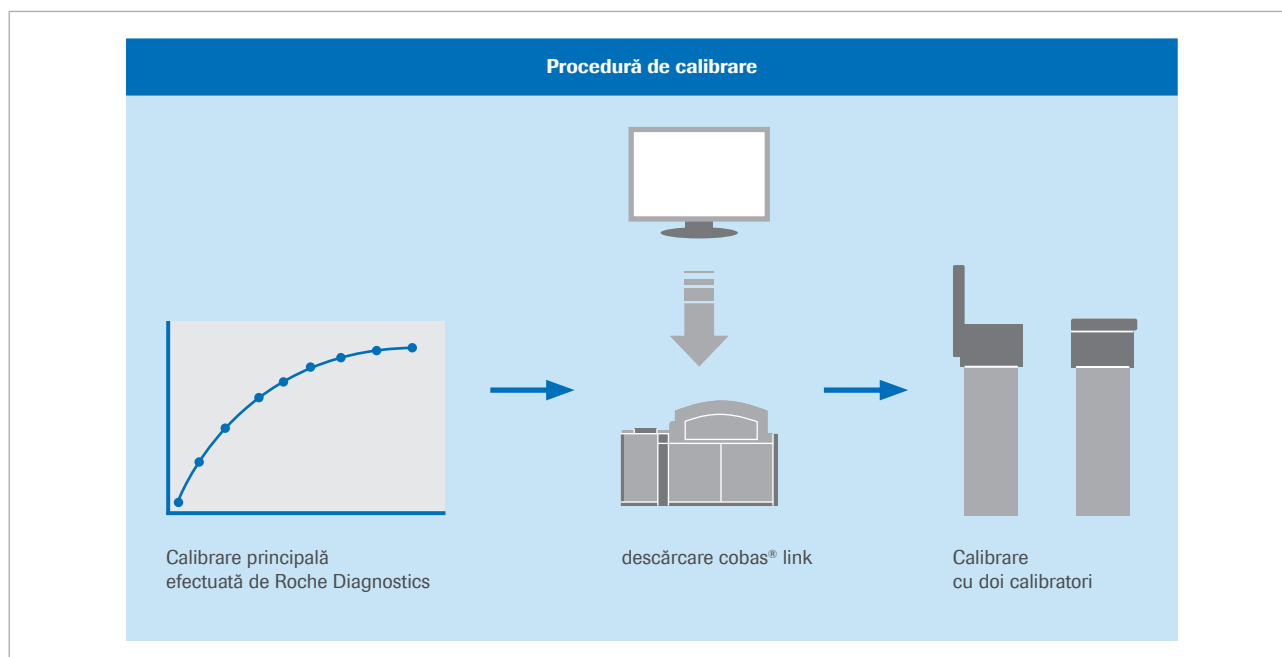 Procedură de calibrare
Calibrare principală
efectuată de Roche Diagnostics
descărcare cobas® link
Calibrare
cu doi calibratori